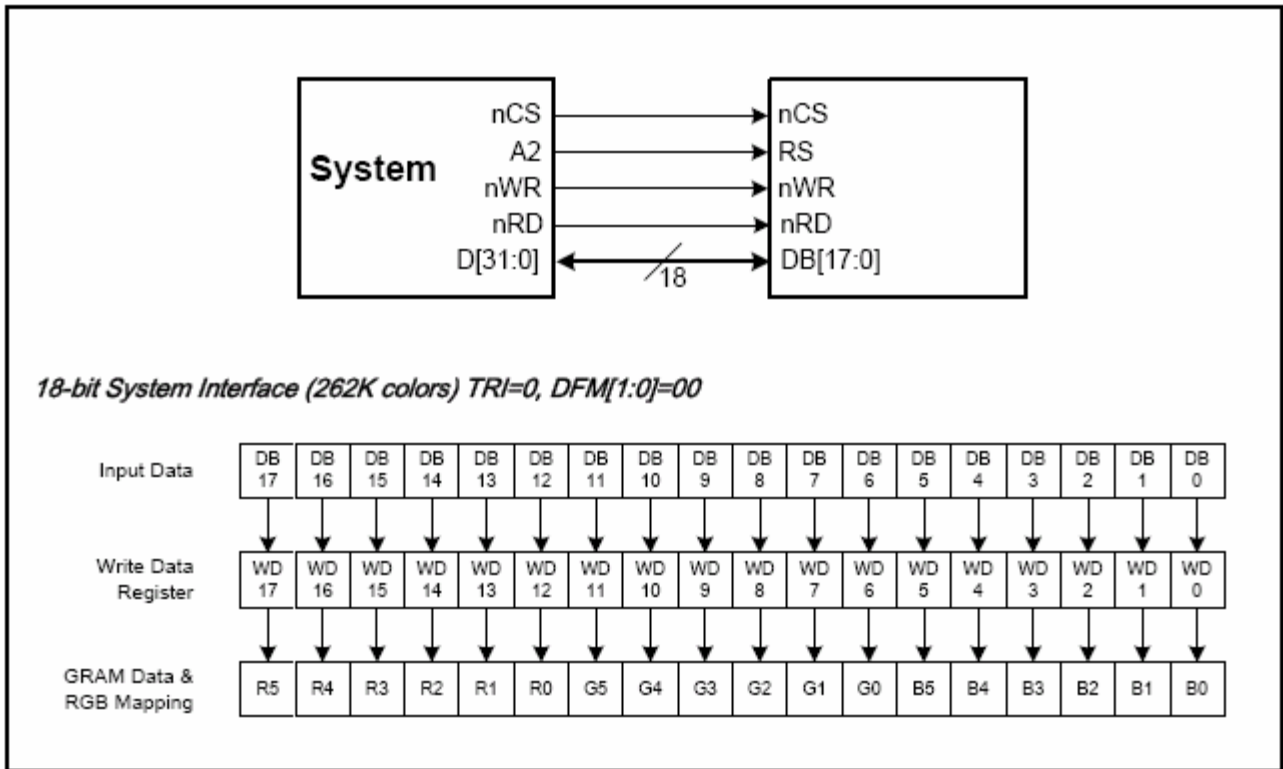 nCS nCS
A2 RS
System
nWR nWR
nRD nRD
D[31:0] DB[17:0]
18
18-bit System Interface (262K colors) TRI=0, DFM[1:0]=00
Input Data DB 17 DB 16 DB 15 DB 14 DB 13 DB 12 DB 11 DB 10 DB 9 DB 8 DB 7 DB 6 DB 5 DB 4 DB 3 DB 2 DB 1 DB 0
Write Data Register WD 17 WD 16 WD 15 WD 14 WD 13 WD 12 WD 11 WD 10 WD 9 WD 8 WD 7 WD 6 WD 5 WD 4 WD 3 WD 2 WD 1 WD 0
GRAM Data & RGB Mapping R5 R4 R3 R2 R1 R0 G5 G4 G3 G2 G1 G0 B5 B4 B3 B2 B1 B0